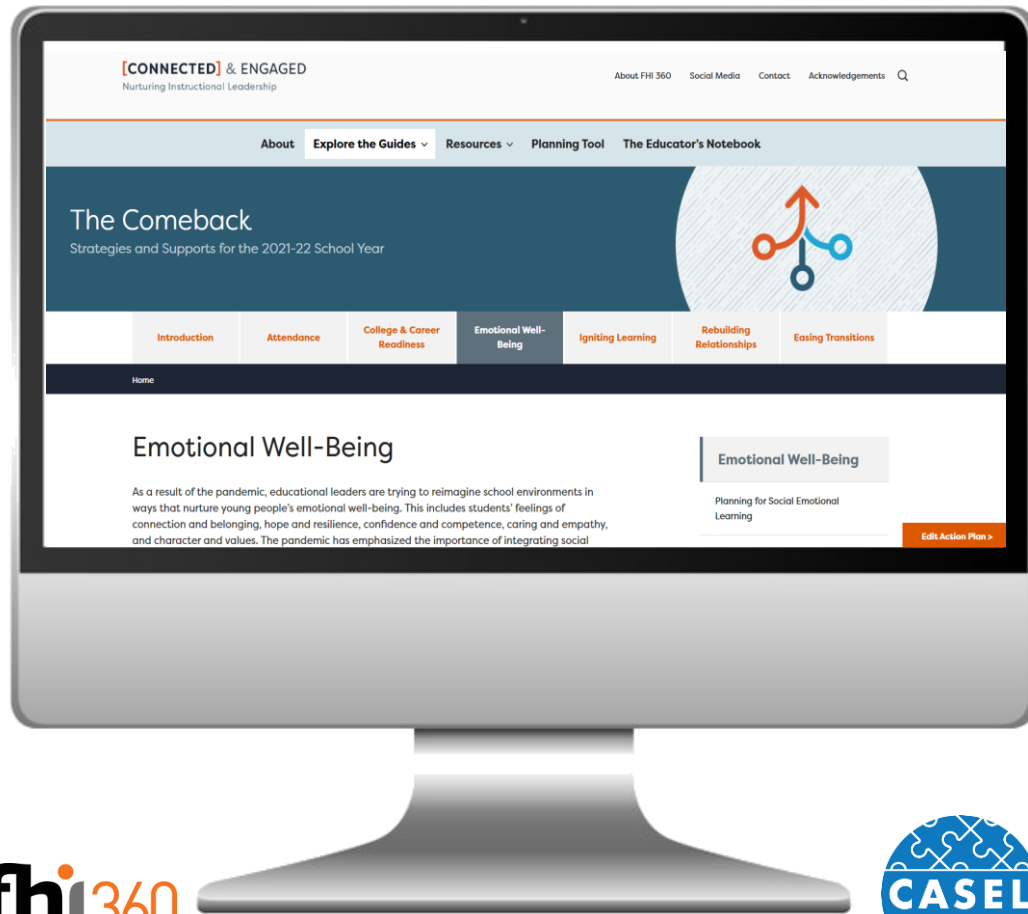 [CONNECTED] & ENGAGED
Nurturing Instructional Leadership
About FHI 360 Social Media Contact Acknowledgements
About Explore the Guides Resources Planning Tool The Educator's Notebook
The Comeback
Strategies and Supports for the 2021-22 School Year
Introduction
Attendance
College & Career
Readiness
Emotional Well-
Being
Igniting Learning
Rebuilding
Relationships
Easing Transitions
Home
Emotional Well-Being
As a result of the pandemic, educational leaders are trying to reimagine school environments in
ways that nurture young people's emotional well-being. This includes students' feelings of
connection and belonging, hope and resilience, confidence and competence, caring and empathy,
and character and values. The pandemic has emphasized the importance of integrating social
Emotional Well-Being
Planning for Social Emotional
Learning
Edit Action Plan >
fhi 360
CASEL